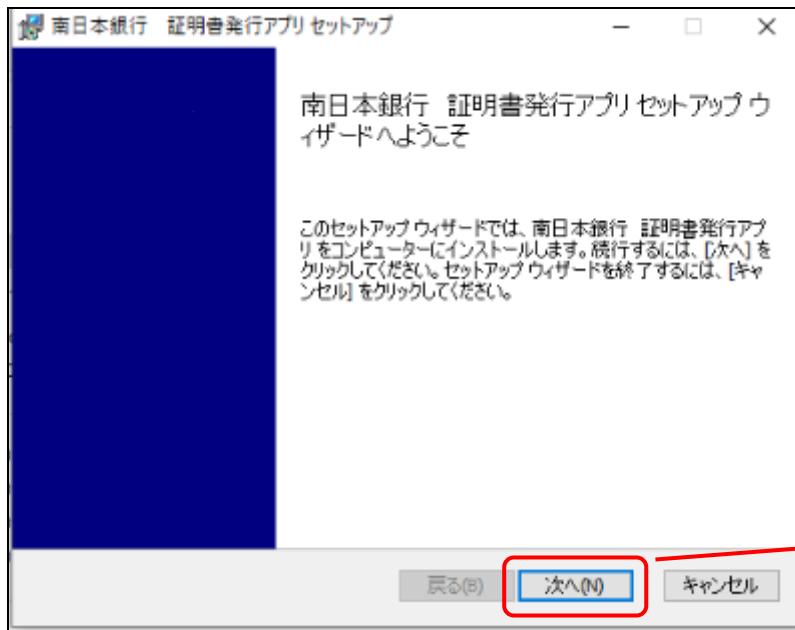 南日本銀行　証明書発行アプリ セットアップ
南日本銀行　証明書発行アプリ セットアップ ウ
ィザードへようこそ
このセットアップ ウィザードでは、南日本銀行　証明書発行アプ
リ をコンピューターにインストールします。続行するには、[次へ] を
クリックしてください。セットアップ ウィザードを終了するには、[キャ
ンセル] をクリックしてください。
戻る(B) 次へ(N) キャンセル